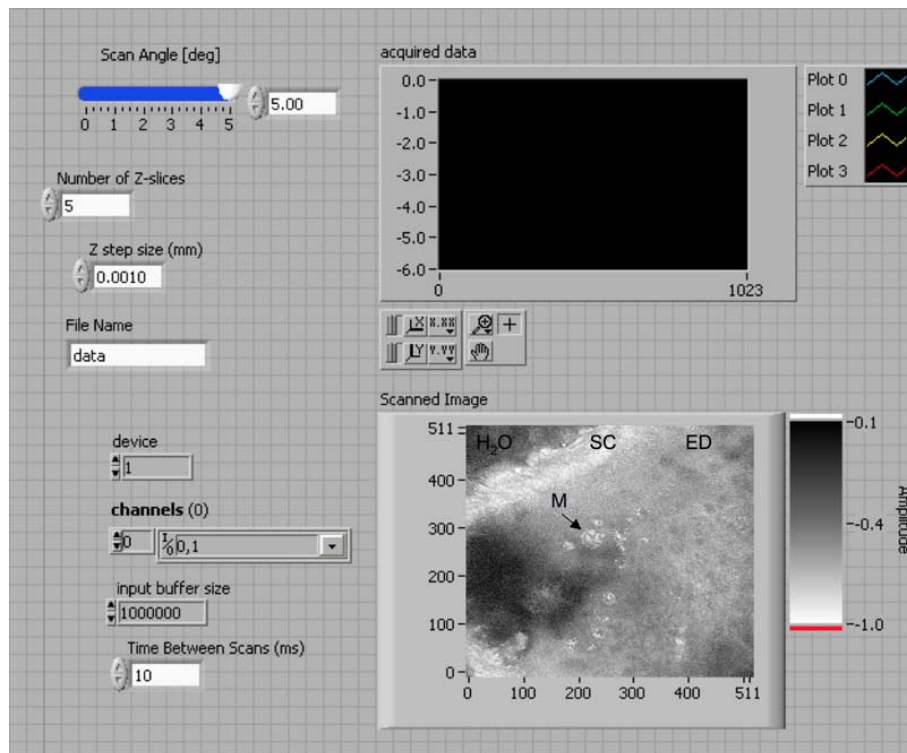 Scan Angle [deg]
0 1 2 3 4 5
5.00
Number of Z-slices
5
Z step size (mm)
0.0010
File Name
data
device
1
channels (0)
0
0,1
input buffer size
1000000
Time Between Scans (ms)
10
acquired data
0.0
-1.0
-2.0
-3.0
-4.0
-5.0
-6.0
0 1023
Plot 0
Plot 1
Plot 2
Plot 3
X X.XX
Y Y.YY
Scanned Image
511
400
300
200
100
0
0 100 200 300 400 511
H₂O SC ED
M
-0.1
-0.4
-1.0
Amplitude